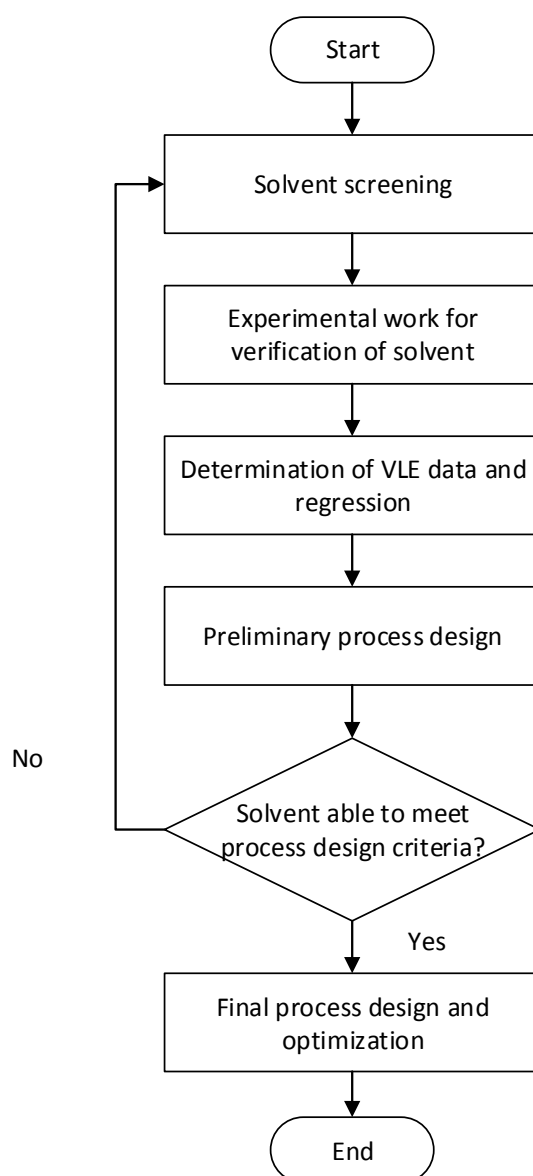 Start
Solvent screening
Experimental work for
verification of solvent
Determination of VLE data and
regression
Preliminary process design
No
Solvent able to meet
process design criteria?
Yes
Final process design and
optimization
End